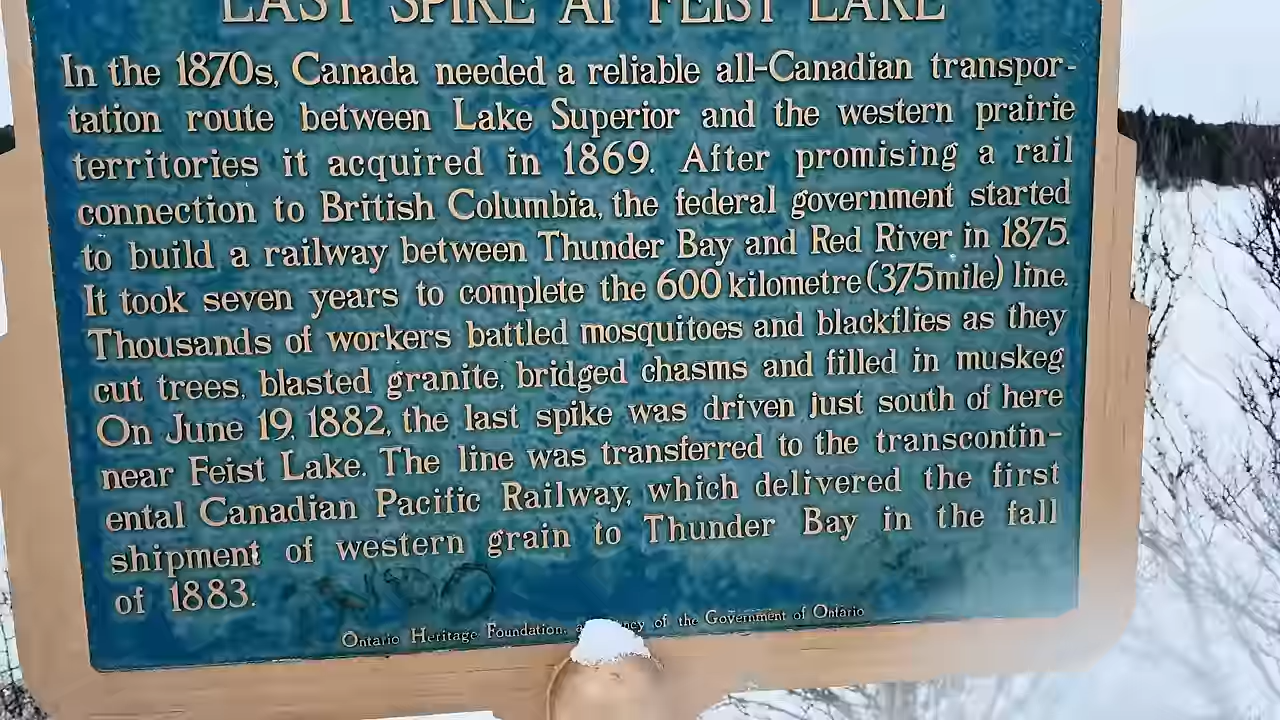 LAST SPIKE AT FEIST LAKE
In the 1870s, Canada needed a reliable all-Canadian transpor-
tation route between Lake Superior and the western prairie
territories it acquired in 1869. After promising a rail
connection to British Columbia, the federal government started
to build a railway between Thunder Bay and Red River in 1875.
It took seven years to complete the 600 kilometre (375 mile) line.
Thousands of workers battled mosquitoes and blackflies as they
cut trees, blasted granite, bridged chasms and filled in muskeg.
On June 19, 1882, the last spike was driven just south of here
near Feist Lake. The line was transferred to the transcontin-
ental Canadian Pacific Railway, which delivered the first
shipment of western grain to Thunder Bay in the fall
of 1883.
Ontario Heritage Foundation, of the Government of Ontario